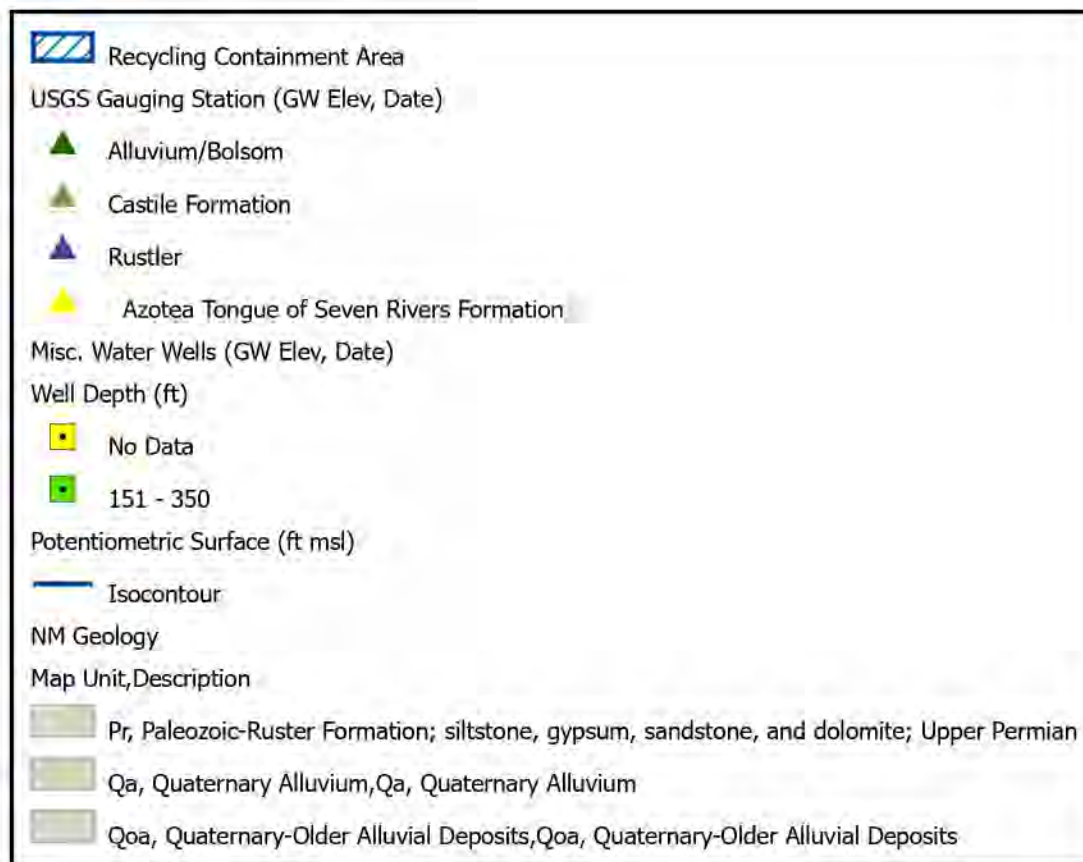 Recycling Containment Area
USGS Gauging Station (GW Elev, Date)
Alluvium/Bolsom
Castile Formation
Rustler
Azotea Tongue of Seven Rivers Formation
Misc. Water Wells (GW Elev, Date)
Well Depth (ft)
No Data
151 - 350
Potentiometric Surface (ft msl)
Isocontour
NM Geology
Map Unit,Description
Pr, Paleozoic-Ruster Formation; siltstone, gypsum, sandstone, and dolomite; Upper Permian
Qa, Quaternary Alluvium,Qa, Quaternary Alluvium
Qoa, Quaternary-Older Alluvial Deposits,Qoa, Quaternary-Older Alluvial Deposits